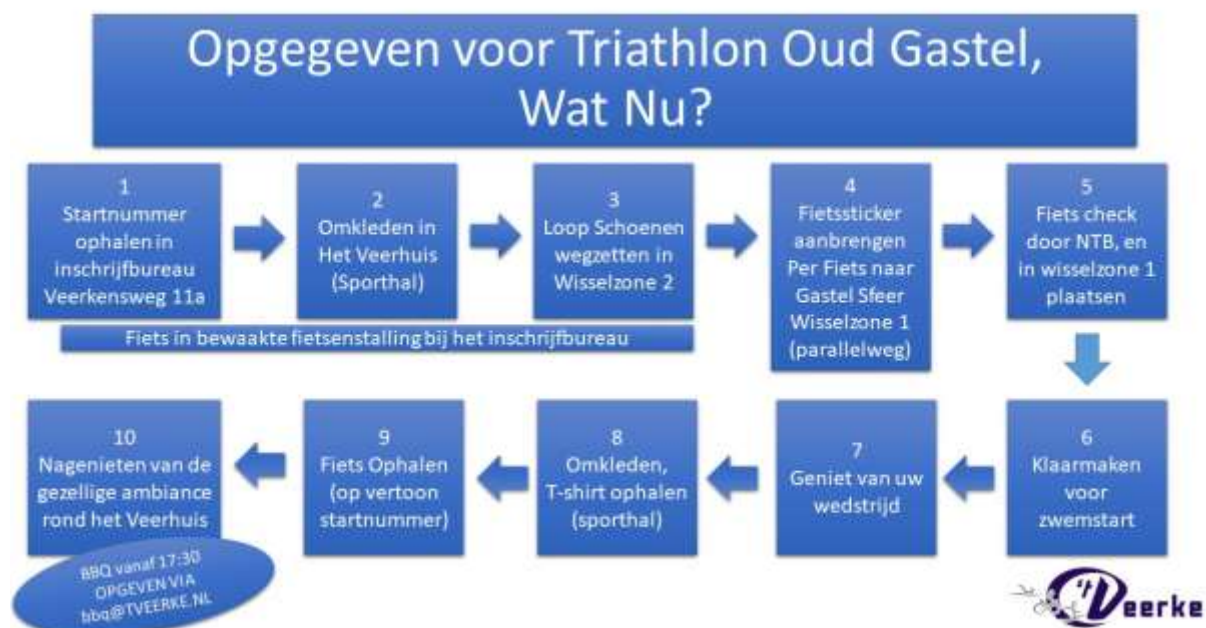 Opgegeven voor Triathlon Oud Gastel,
Wat Nu?
1
Startnummer
ophalen in
inschrijfbureau
Veerkensweg 11a
2
Omkleden in
Het Veerhuis
(Sporthal)
3
Loop Schoenen
wegzetten in
Wisselzone 2
4
Fietssticker
aanbrengen
Per Fiets naar
Gastel Sfeer
Wisselzone 1
(parallelweg)
5
Fiets check
door NTB, en
in wisselzone 1
plaatsen
Fiets in bewaakte fietsenstalling bij het inschrijfbureau
6
Klaarmaken
voor
zwemstart
7
Geniet van uw
wedstrijd
8
Omkleden,
T-shirt ophalen
(sporthal)
9
Fiets Ophalen
(op vertoon
startnummer)
10
Nagenieten van de
gezellige ambiance
rond het Veerhuis
BBQ vanaf 17:30
OPGEVEN VIA
bbq@TVEERKE.NL
't Veerke